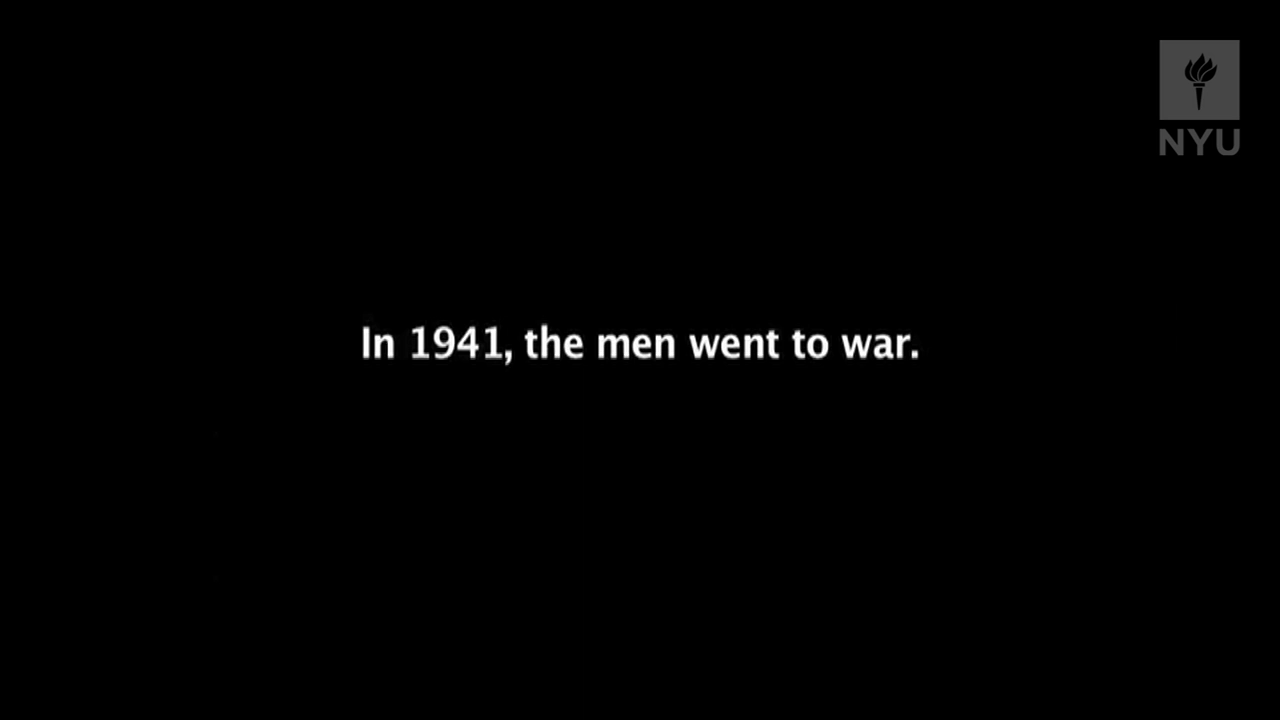 NYU
In 1941, the men went to war.